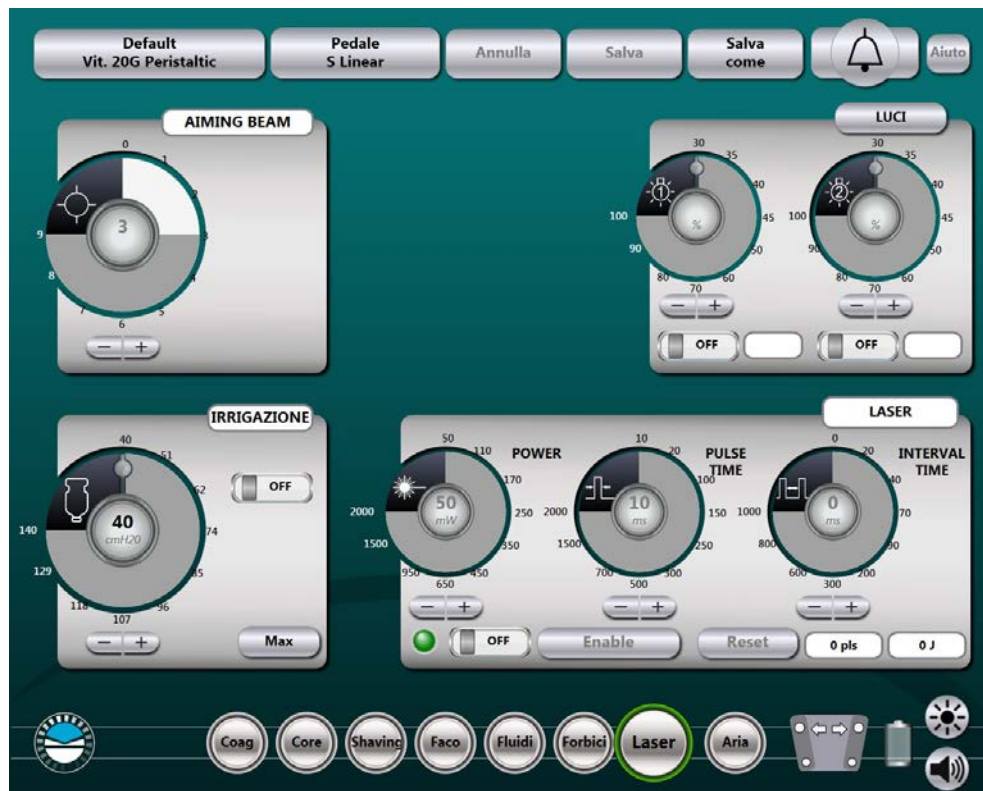 Default
Vit. 20G Peristaltic
Pedale
S Linear
Annulla
Salva
Salva
come
Aiuto
AIMING BEAM
0
1
2
3
4
5
6
7
8
9
3
− +
LUCI
30
35
40
45
50
60
70
80
90
100
1
%
− +
OFF
30
35
40
45
50
60
70
80
90
100
2
%
− +
OFF
IRRIGAZIONE
40
51
62
74
85
96
107
118
129
140
40
cmH20
− +
OFF
Max
LASER
POWER
50
110
170
250
350
450
650
950
1500
2000
50
mW
− +
PULSE
TIME
10
20
100
150
250
300
500
700
1500
2000
10
ms
− +
INTERVAL
TIME
0
20
40
70
90
200
300
600
800
1000
0
ms
− +
OFF
Enable
Reset
0 pls
0 J
Coag
Core
Shaving
Faco
Fluidi
Forbici
Laser
Aria